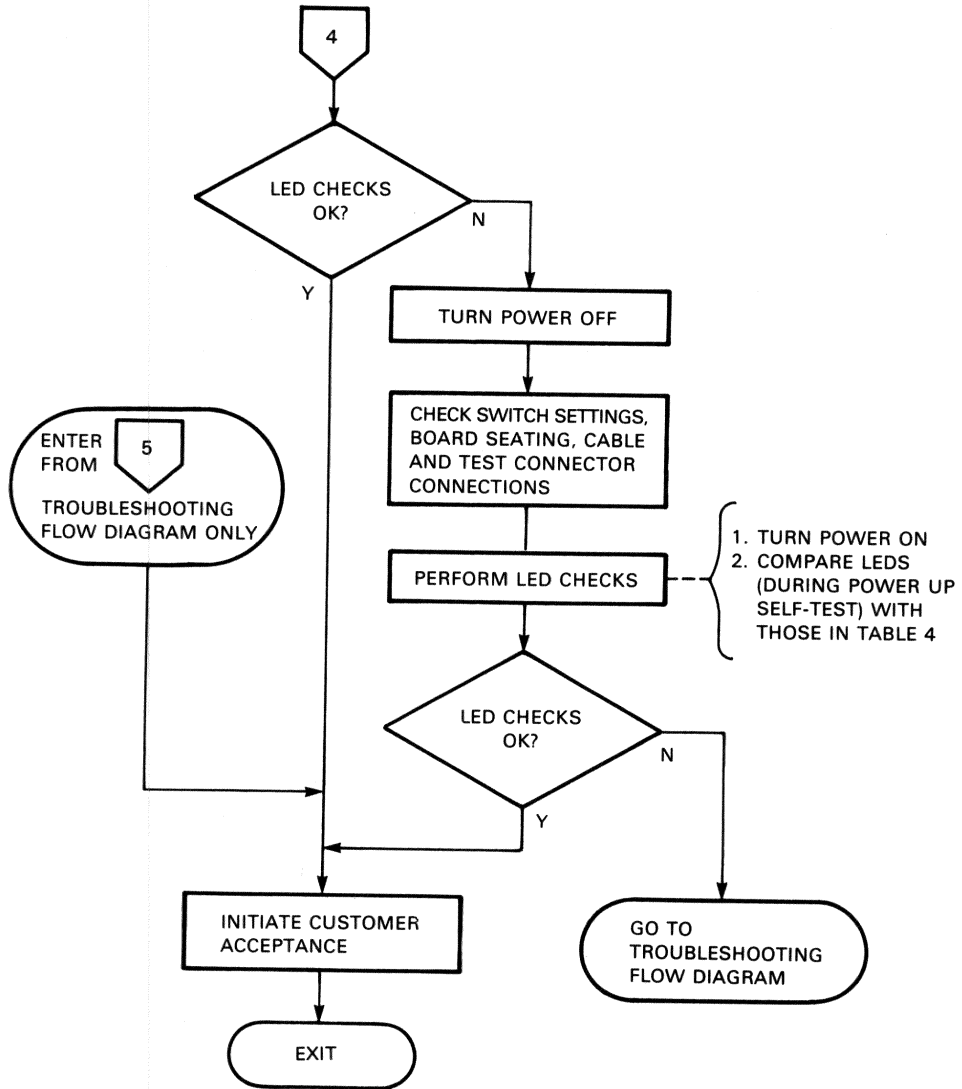 4
LED CHECKS
OK?
N
Y
TURN POWER OFF
CHECK SWITCH SETTINGS,
BOARD SEATING, CABLE
AND TEST CONNECTOR
CONNECTIONS
ENTER
FROM
5
TROUBLESHOOTING
FLOW DIAGRAM ONLY
PERFORM LED CHECKS
1. TURN POWER ON
2. COMPARE LEDS
(DURING POWER UP
SELF-TEST) WITH
THOSE IN TABLE 4
LED CHECKS
OK?
N
Y
INITIATE CUSTOMER
ACCEPTANCE
GO TO
TROUBLESHOOTING
FLOW DIAGRAM
EXIT